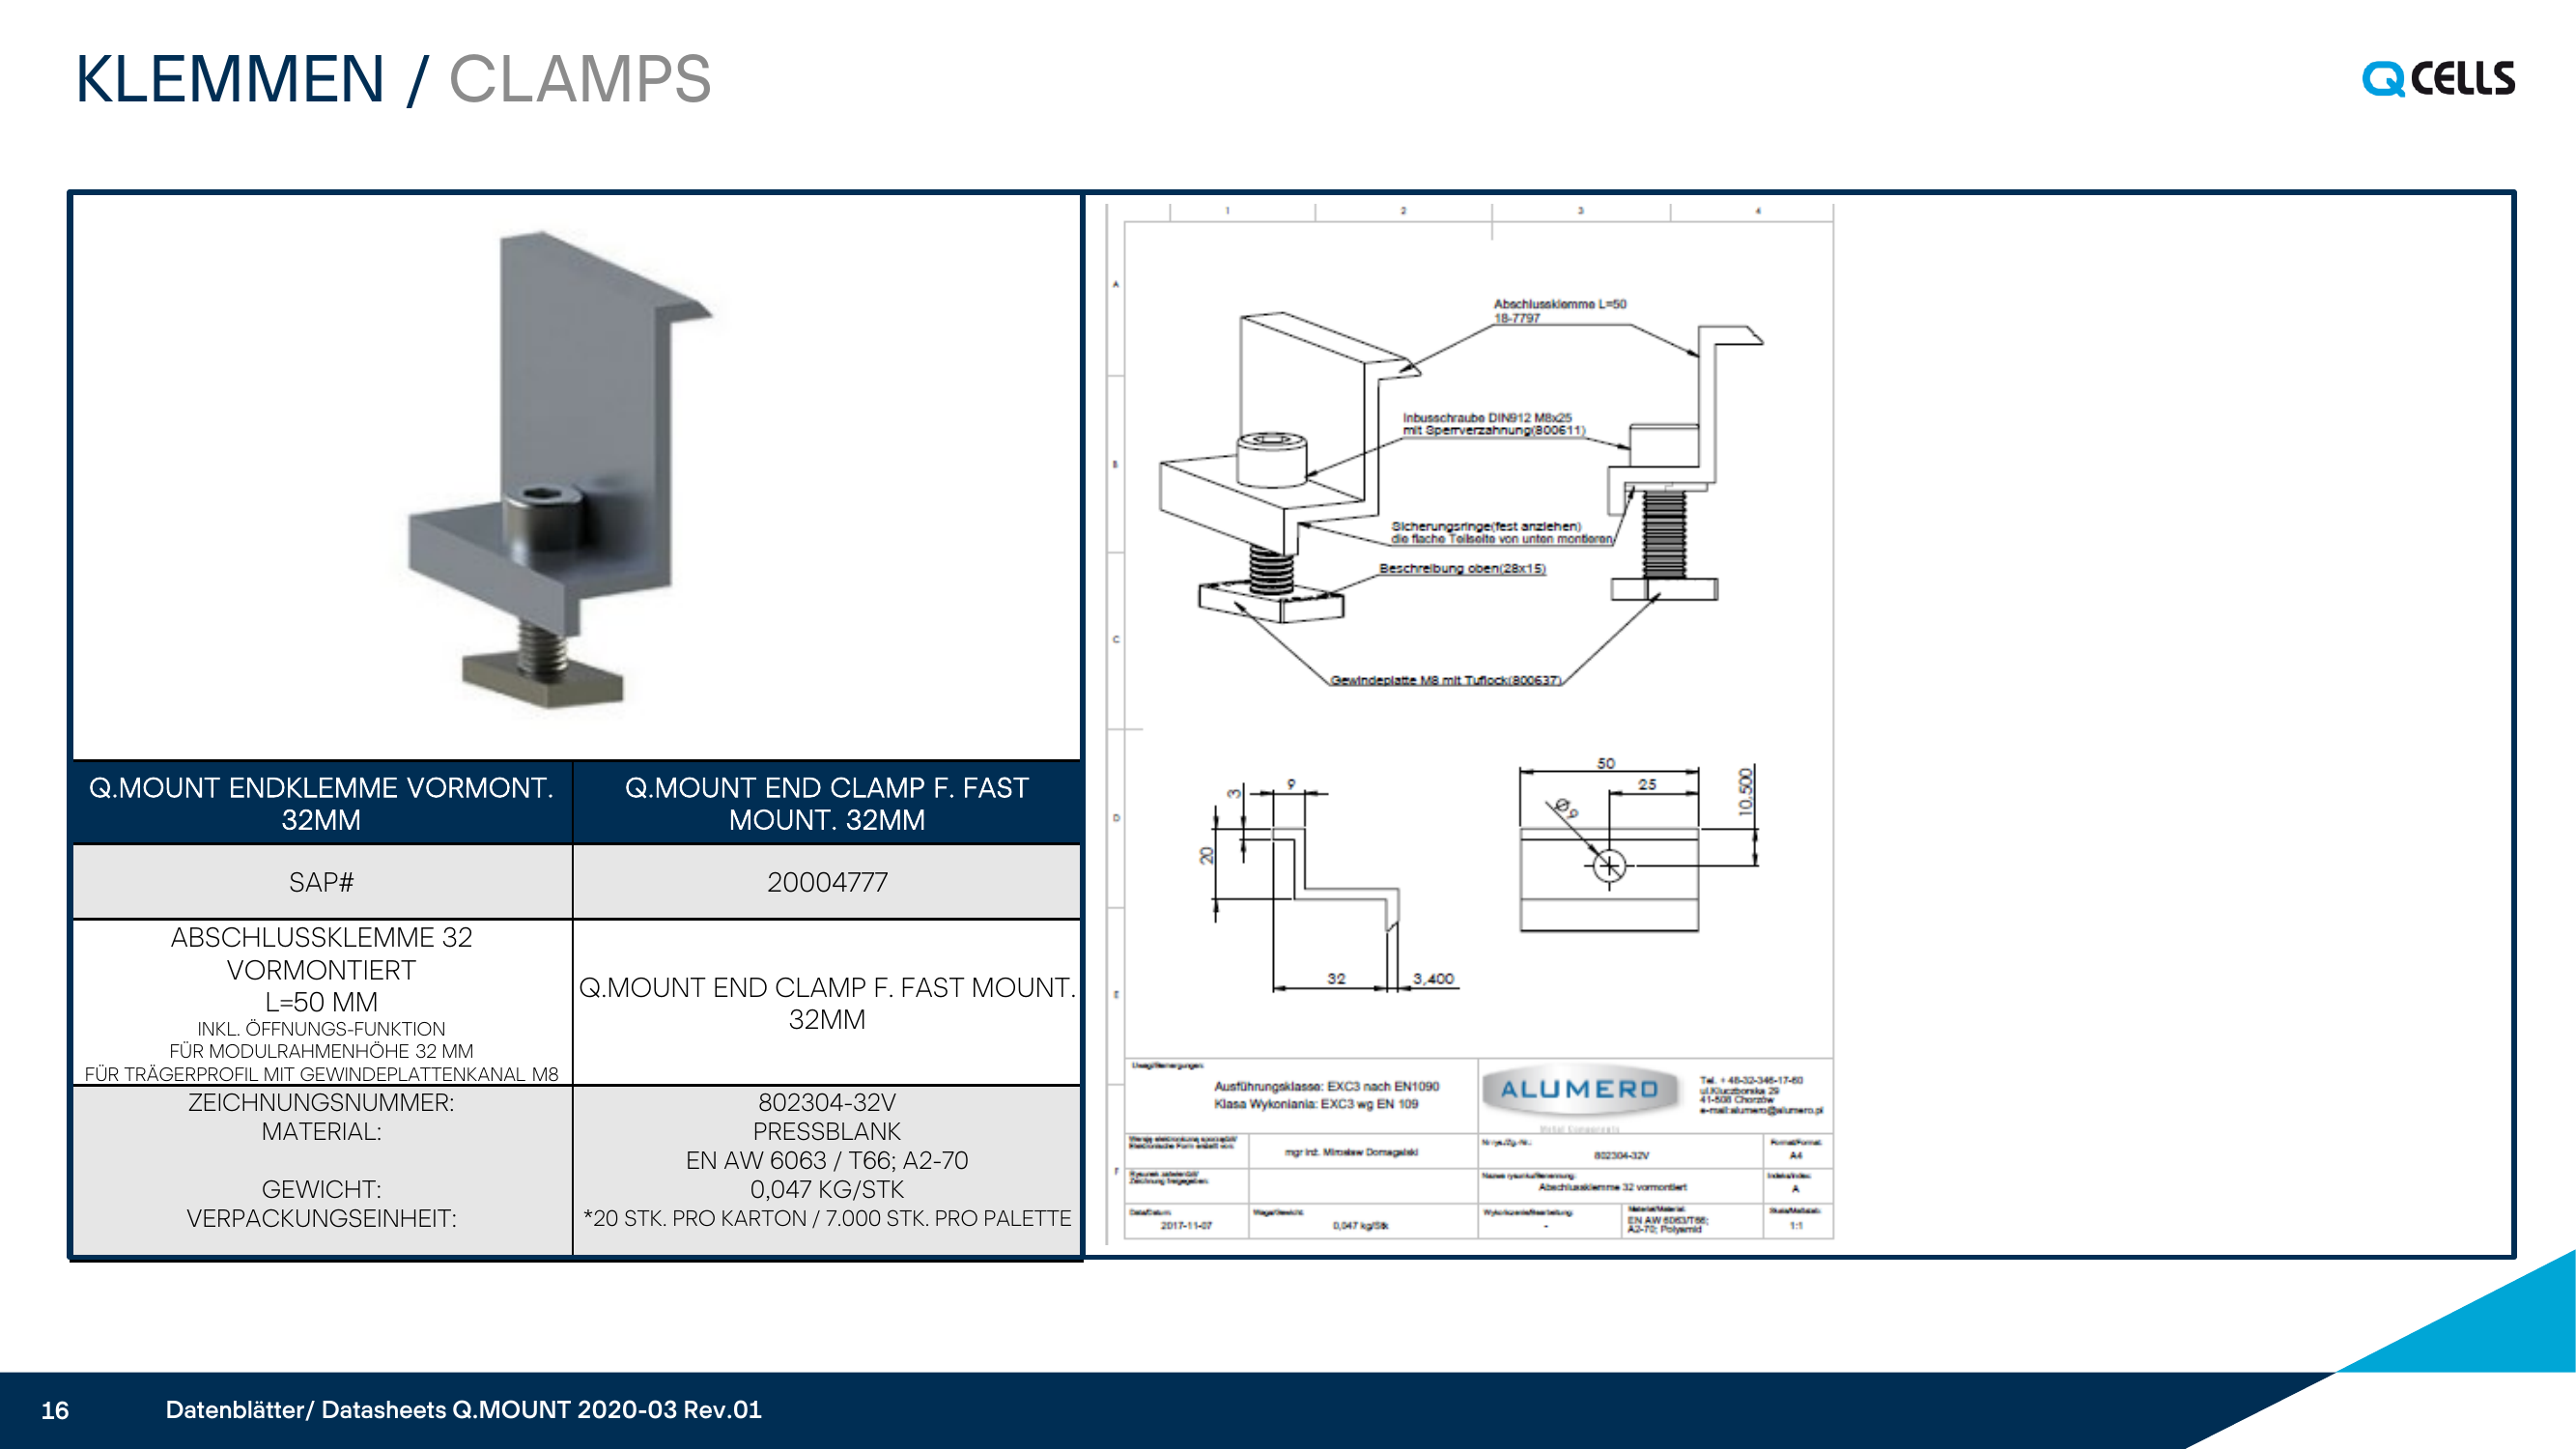 KLEMMEN / CLAMPS
Q CELLS
Q.MOUNT ENDKLEMME VORMONT.
32MM
Q.MOUNT END CLAMP F. FAST
MOUNT. 32MM
SAP#
20004777
ABSCHLUSSKLEMME 32
VORMONTIERT
L=50 MM
INKL. ÖFFNUNGS-FUNKTION
FÜR MODULRAHMENHÖHE 32 MM
FÜR TRÄGERPROFIL MIT GEWINDEPLATTENKANAL M8
Q.MOUNT END CLAMP F. FAST MOUNT.
32MM
ZEICHNUNGSNUMMER:
802304-32V
MATERIAL:
PRESSBLANK
EN AW 6063 / T66; A2-70
GEWICHT:
0,047 KG/STK
VERPACKUNGSEINHEIT:
*20 STK. PRO KARTON / 7.000 STK. PRO PALETTE
1
2
3
4
A
B
C
D
E
F
Abschlussklemme L=50
18-7797
Inbusschraube DIN912 M8x25
mit Sperrverzahnung(800611)
Sicherungsringe(fest anziehen)
die flache Teilseite von unten montieren
Beschreibung oben(28x15)
Gewindeplatte M8 mit Tuflock(800637)
9
3
20
32
3,400
50
25
Ø9
10,500
Ausführungsklasse: EXC3 nach EN1090
Klasa Wykoniania: EXC3 wg EN 109
ALUMERO
Metal Components
Tel. + 48-32-346-17-60
ul.Kluczborska 29
41-508 Chorzów
e-mail:alumero@alumero.pl
mgr inż. Mirosław Domagalski
802304-32V
Format/Format:
A4
Abschlussklemme 32 vormontiert
A
2017-11-07
0,047 kg/Stk
-
EN AW 6063/T66;
A2-70; Polyamid
1:1
16
Datenblätter/ Datasheets Q.MOUNT 2020-03 Rev.01